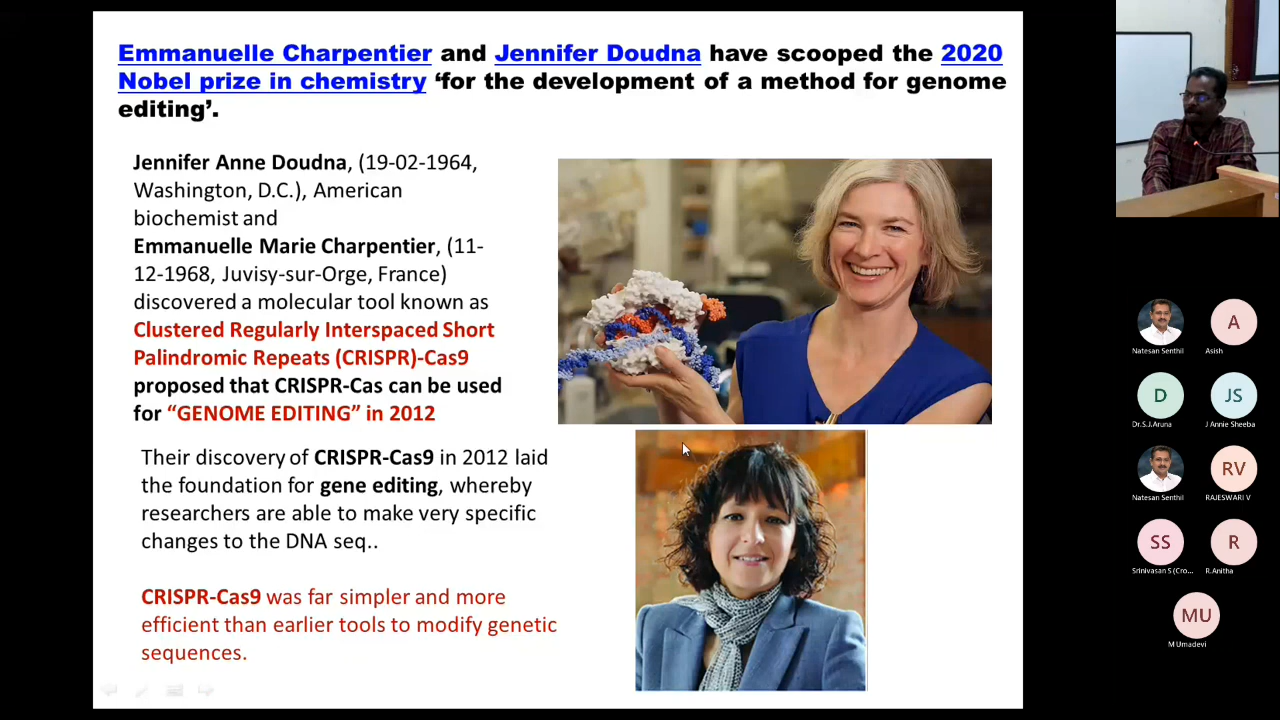 Emmanuelle Charpentier and Jennifer Doudna have scooped the 2020
Nobel prize in chemistry ‘for the development of a method for genome
editing’.
Jennifer Anne Doudna, (19-02-1964,
Washington, D.C.), American
biochemist and
Emmanuelle Marie Charpentier, (11-
12-1968, Juvisy-sur-Orge, France)
discovered a molecular tool known as
Clustered Regularly Interspaced Short
Palindromic Repeats (CRISPR)-Cas9
proposed that CRISPR-Cas can be used
for “GENOME EDITING” in 2012
Their discovery of CRISPR-Cas9 in 2012 laid
the foundation for gene editing, whereby
researchers are able to make very specific
changes to the DNA seq..
CRISPR-Cas9 was far simpler and more
efficient than earlier tools to modify genetic
sequences.
Natesan Senthil
A
Asish
D
Dr.S.J.Aruna
JS
J Annie Sheeba
Natesan Senthil
RV
RAJESWARI V
SS
Srinivasan S (Cro...
R
R.Anitha
MU
M Umadevi